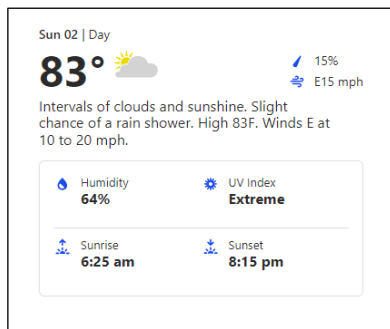 Sun 02 | Day
83°
15%
E15 mph
Intervals of clouds and sunshine. Slight
chance of a rain shower. High 83F. Winds E at
10 to 20 mph.
Humidity
64%
UV Index
Extreme
Sunrise
6:25 am
Sunset
8:15 pm